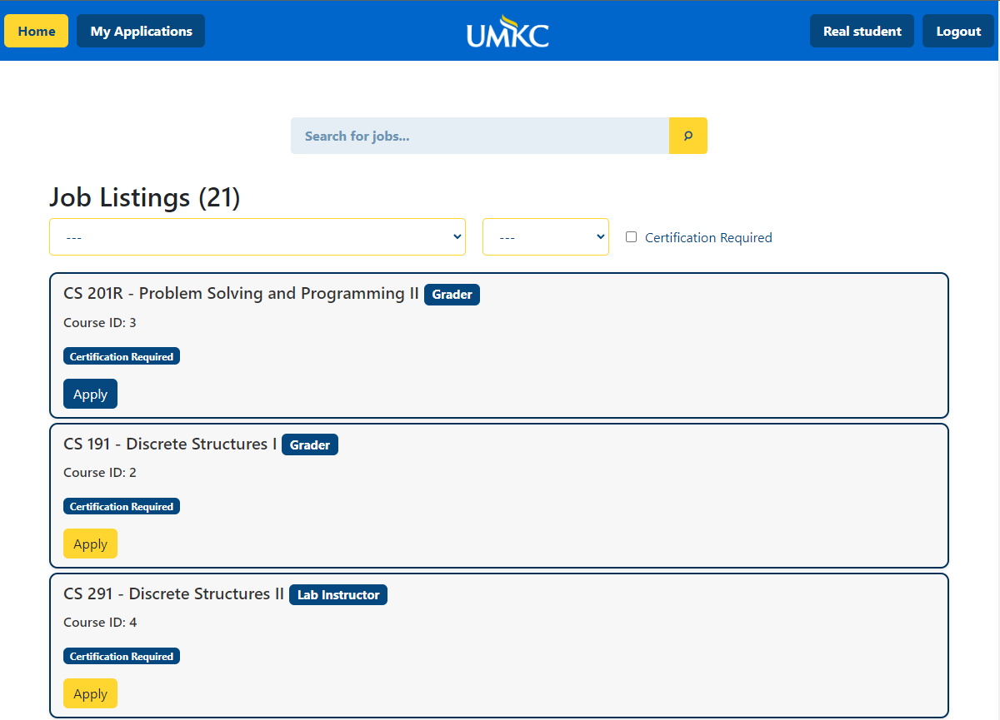 Home My Applications UMKC Real student Logout
Search for jobs...
Job Listings (21)
--- --- Certification Required
CS 201R - Problem Solving and Programming II Grader
Course ID: 3
Certification Required
Apply
CS 191 - Discrete Structures I Grader
Course ID: 2
Certification Required
Apply
CS 291 - Discrete Structures II Lab Instructor
Course ID: 4
Certification Required
Apply